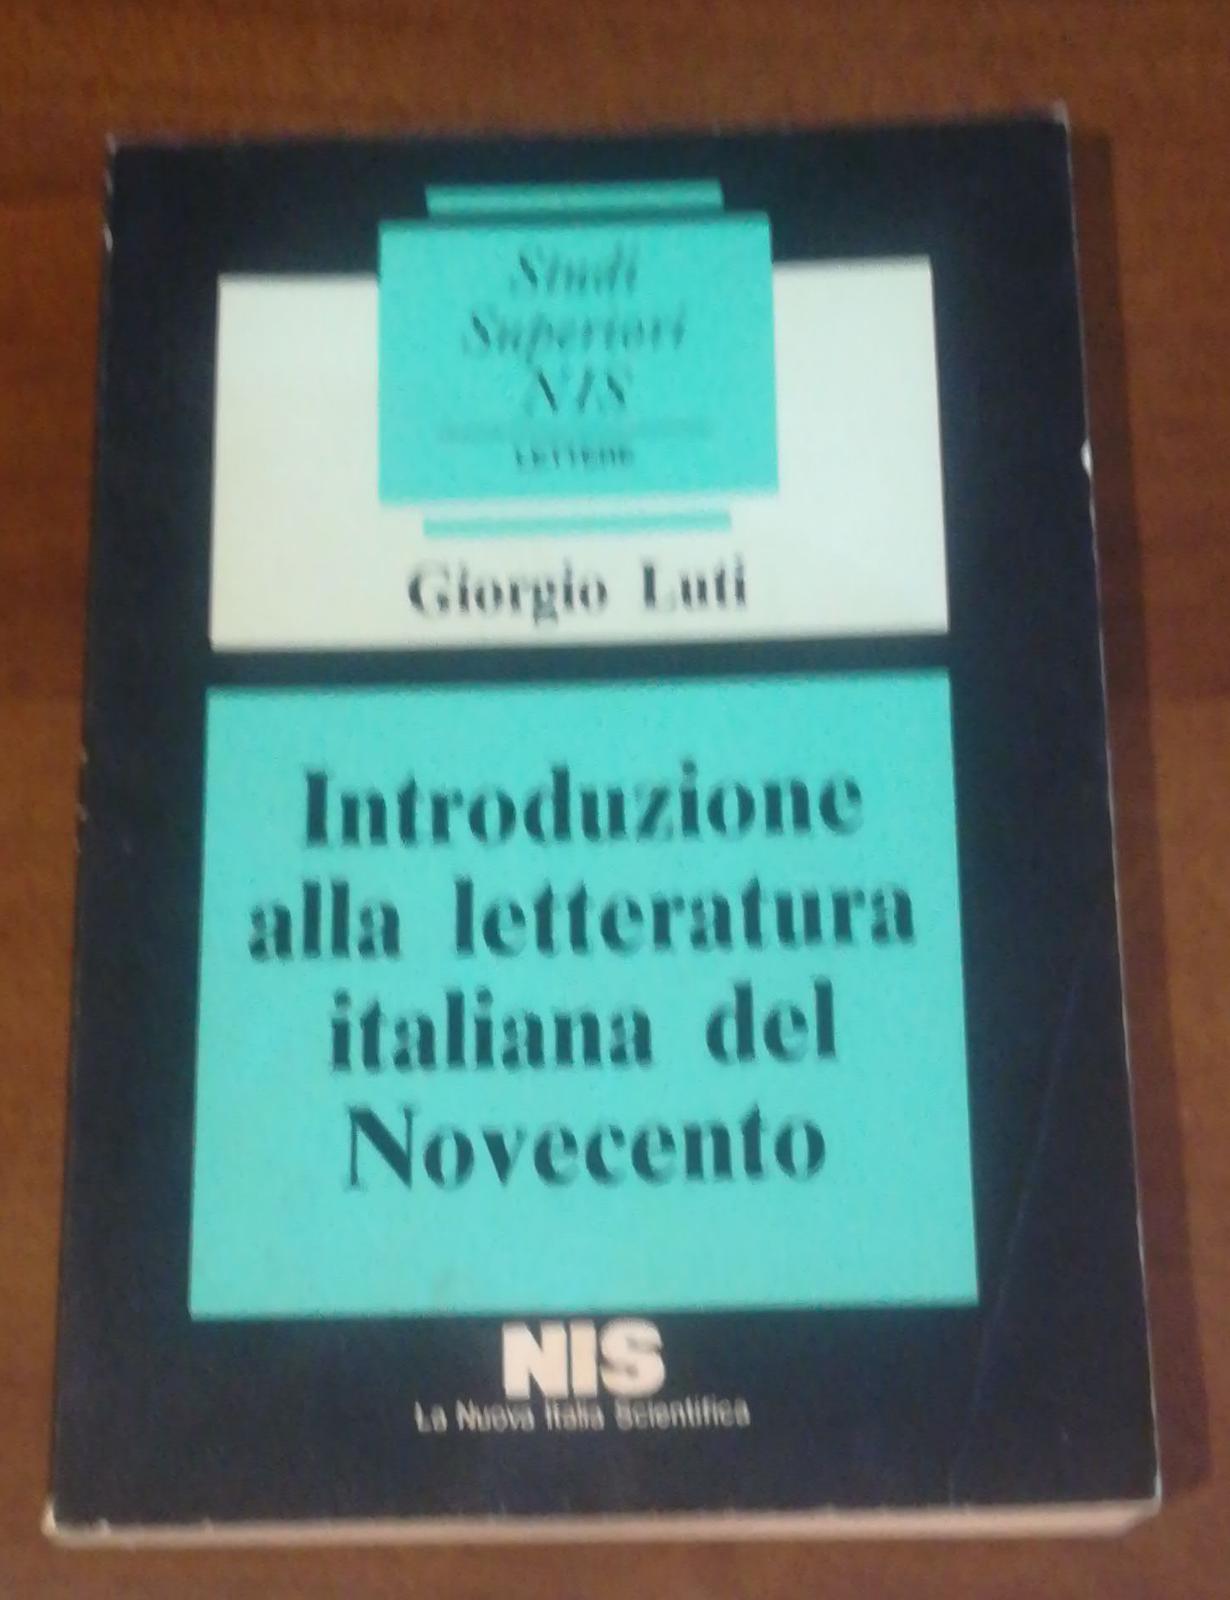 Studi
Superiori
NIS
LETTERE
Giorgio Luti
Introduzione
alla letteratura
italiana del
Novecento
NIS
La Nuova Italia Scientifica